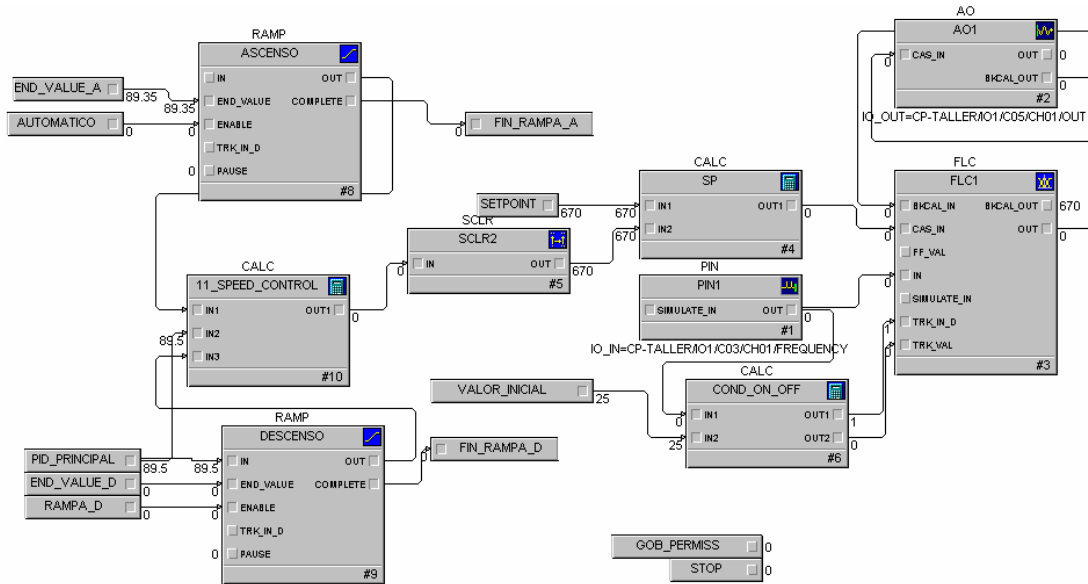 RAMP
ASCENSO
IN OUT
END_VALUE COMPLETE
ENABLE
TRK_IN_D
0 PAUSE
#8
END_VALUE_A
89.35
89.35
AUTOMATICO
0
0
0 FIN_RAMPA_A
AO
AO1
0 CAS_IN OUT 0
BKCAL_OUT 0
#2
IO_OUT=CP-TALLER/IO1/C05/CH01/OUT
CALC
SP
SETPOINT
670
670 IN1 OUT1 0
670 IN2
#4
SCLR
SCLR2
0 IN OUT 670
#5
FLC
FLC1
0 BKCAL_IN BKCAL_OUT 670
0 CAS_IN OUT 0
FF_VAL
0 IN
SIMULATE_IN
1 TRK_IN_D
0 TRK_VAL
#3
CALC
11_SPEED_CONTROL
IN1 OUT1 0
89.5 IN2
IN3
#10
PIN
PIN1
SIMULATE_IN OUT 0
#1
IO_IN=CP-TALLER/IO1/C03/CH01/FREQUENCY
VALOR_INICIAL
25
CALC
COND_ON_OFF
0 IN1 OUT1 1
25 IN2 OUT2 0
#6
RAMP
DESCENSO
PID_PRINCIPAL
89.5
89.5 IN OUT
END_VALUE_D
0
0 END_VALUE COMPLETE
RAMPA_D
0
0 ENABLE
TRK_IN_D
0 PAUSE
#9
0 FIN_RAMPA_D
GOB_PERMISS 0
STOP 0